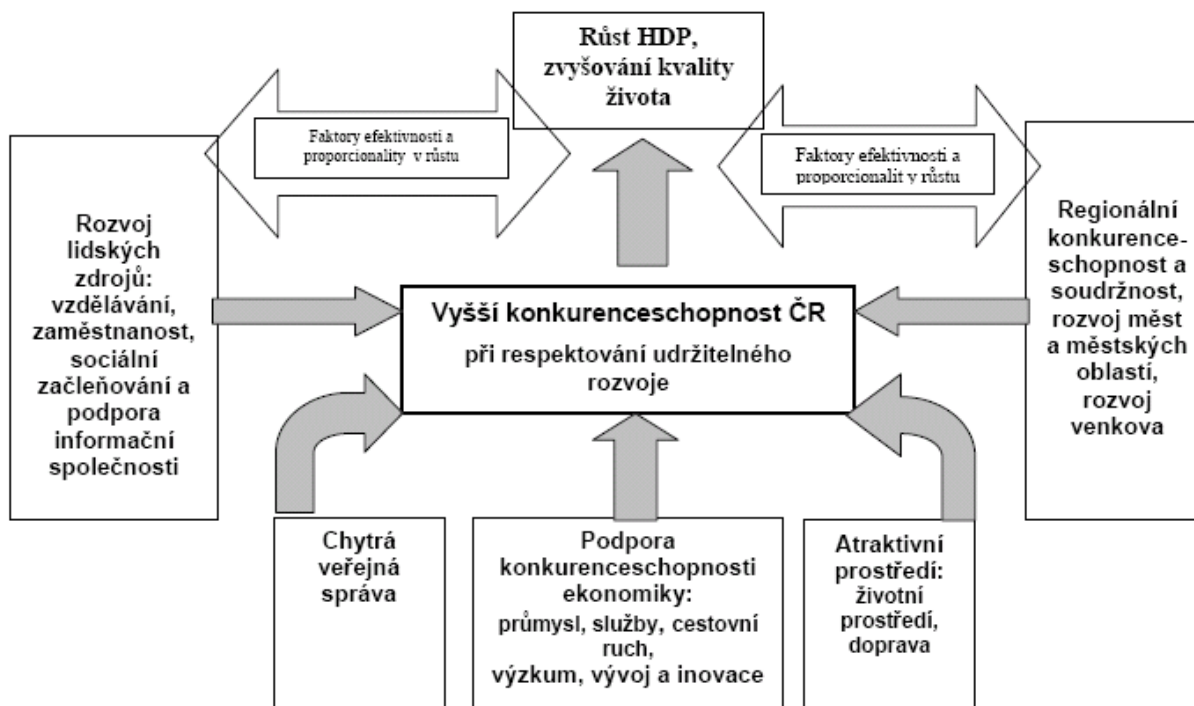 Růst HDP,
zvyšování kvality
života
Faktory efektivnosti a
proporcionality v růstu
Faktory efektivnosti a
proporcionalit y růstu
Rozvoj
lidských
zdrojů:
vzdělávání,
zaměstnanost,
sociální
začleňování a
podpora
informační
společnosti
Vyšší konkurenceschopnost ČR
při respektování udržitelného
rozvoje
Regionální
konkurence-
schopnost a
soudržnost,
rozvoj měst
a městských
oblastí,
rozvoj
venkova
Chytrá
veřejná
správa
Podpora
konkurenceschopnosti
ekonomiky:
průmysl, služby, cestovní
ruch,
výzkum, vývoj a inovace
Atraktivní
prostředí:
životní
prostředí,
doprava